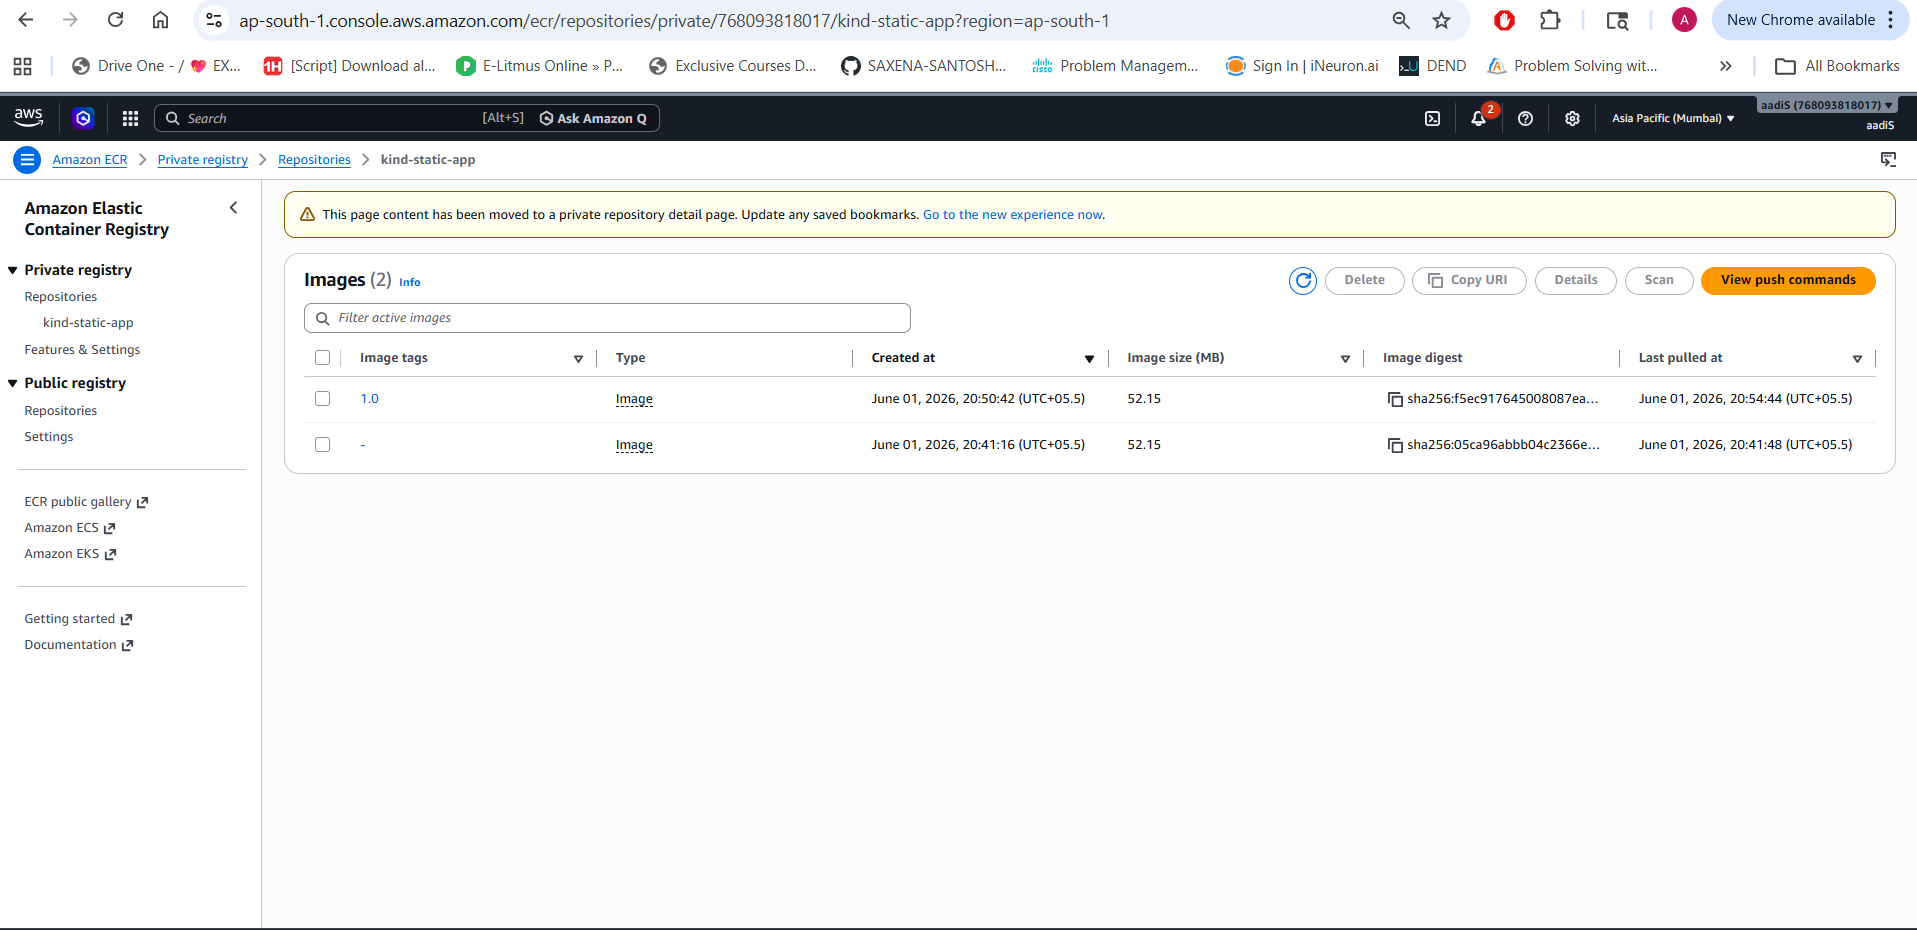 ap-south-1.console.aws.amazon.com/ecr/repositories/private/768093818017/kind-static-app?region=ap-south-1
A
New Chrome available
Drive One - / 💖 EX...
1H
[Script] Download al...
P
E-Litmus Online » P...
Exclusive Courses D...
SAXENA-SANTOSH...
cisco
Problem Managem...
Sign In | iNeuron.ai
DEND
Problem Solving wit...
»
All Bookmarks
aws
Search
[Alt+S]
Ask Amazon Q
2
Asia Pacific (Mumbai) ▼
aadiS (768093818017) ▼
aadiS
Amazon ECR > Private registry > Repositories > kind-static-app
Amazon Elastic
Container Registry
Private registry
Repositories
kind-static-app
Features & Settings
Public registry
Repositories
Settings
ECR public gallery
Amazon ECS
Amazon EKS
Getting started
Documentation
This page content has been moved to a private repository detail page. Update any saved bookmarks. Go to the new experience now.
Images (2) Info
Delete
Copy URI
Details
Scan
View push commands
Filter active images
Image tags Type Created at Image size (MB) Image digest Last pulled at
1.0 Image June 01, 2026, 20:50:42 (UTC+05.5) 52.15 sha256:f5ec917645008087ea... June 01, 2026, 20:54:44 (UTC+05.5)
- Image June 01, 2026, 20:41:16 (UTC+05.5) 52.15 sha256:05ca96abbb04c2366e... June 01, 2026, 20:41:48 (UTC+05.5)